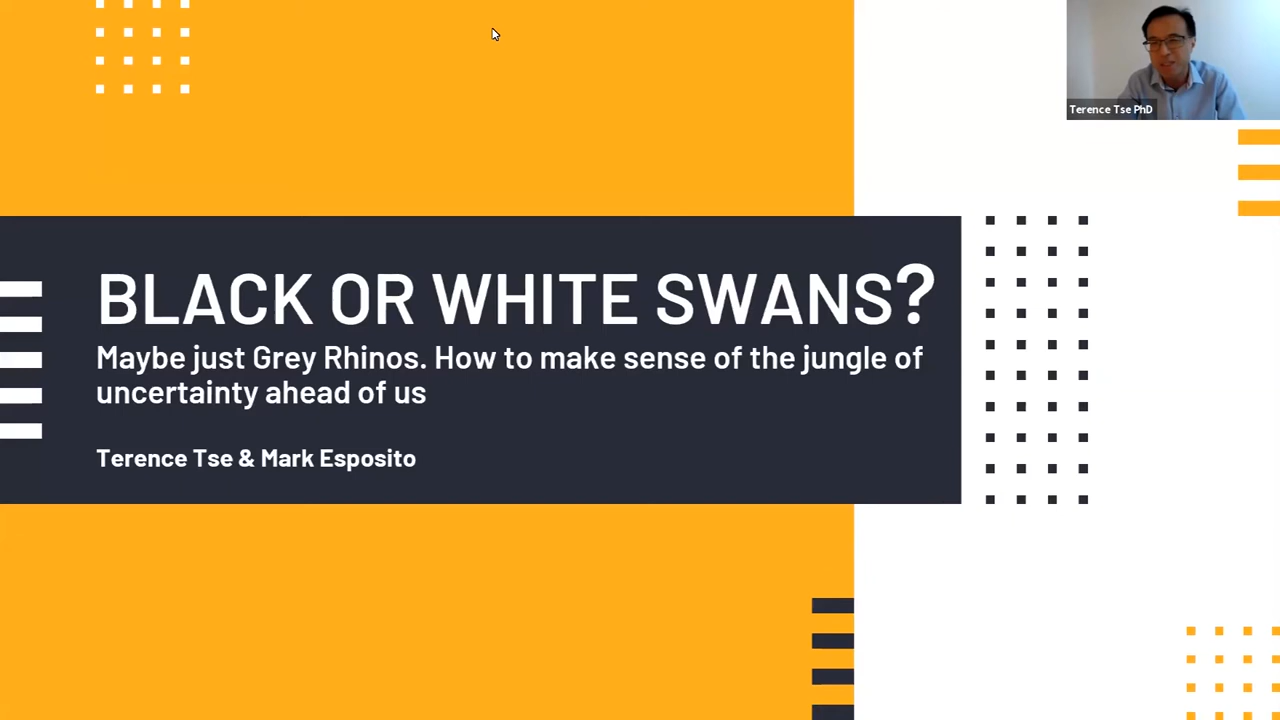 Terence Tse PhD
BLACK OR WHITE SWANS?
Maybe just Grey Rhinos. How to make sense of the jungle of
uncertainty ahead of us
Terence Tse & Mark Esposito